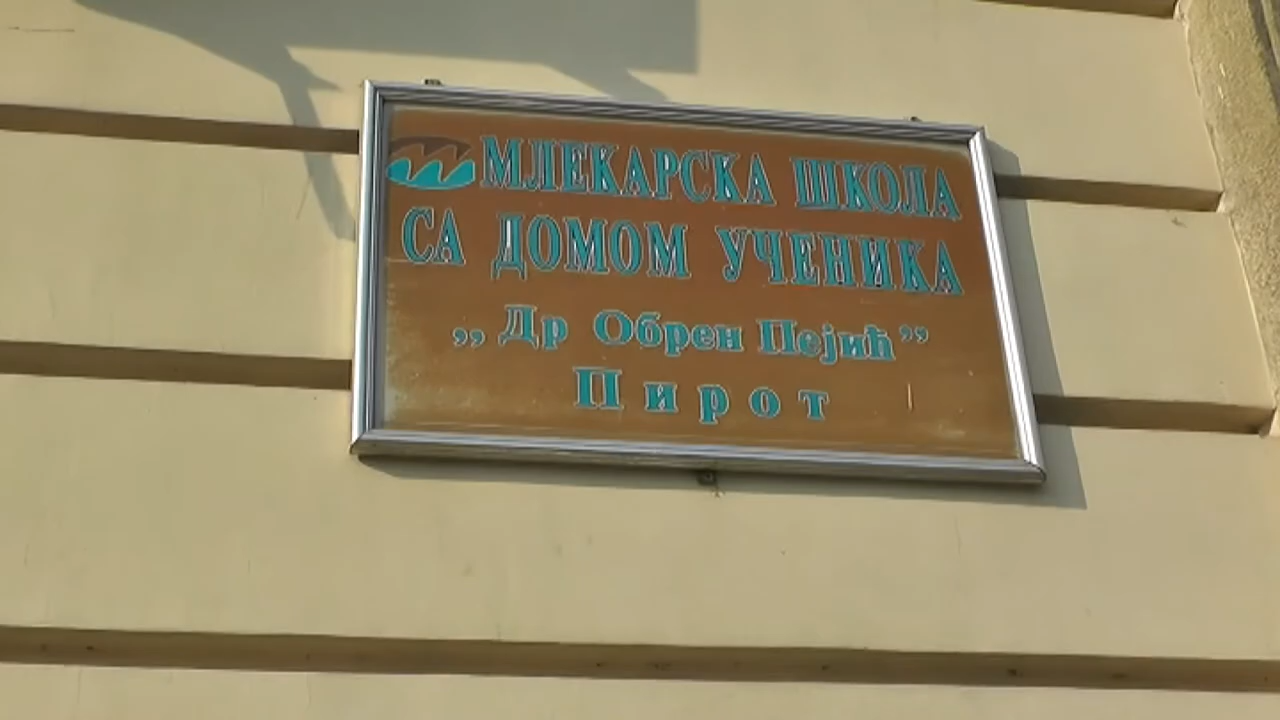 МЛЕКАРСКА ШКОЛА
СА ДОМОМ УЧЕНИКА
,, Др Обрен Пејић ”
Пирот